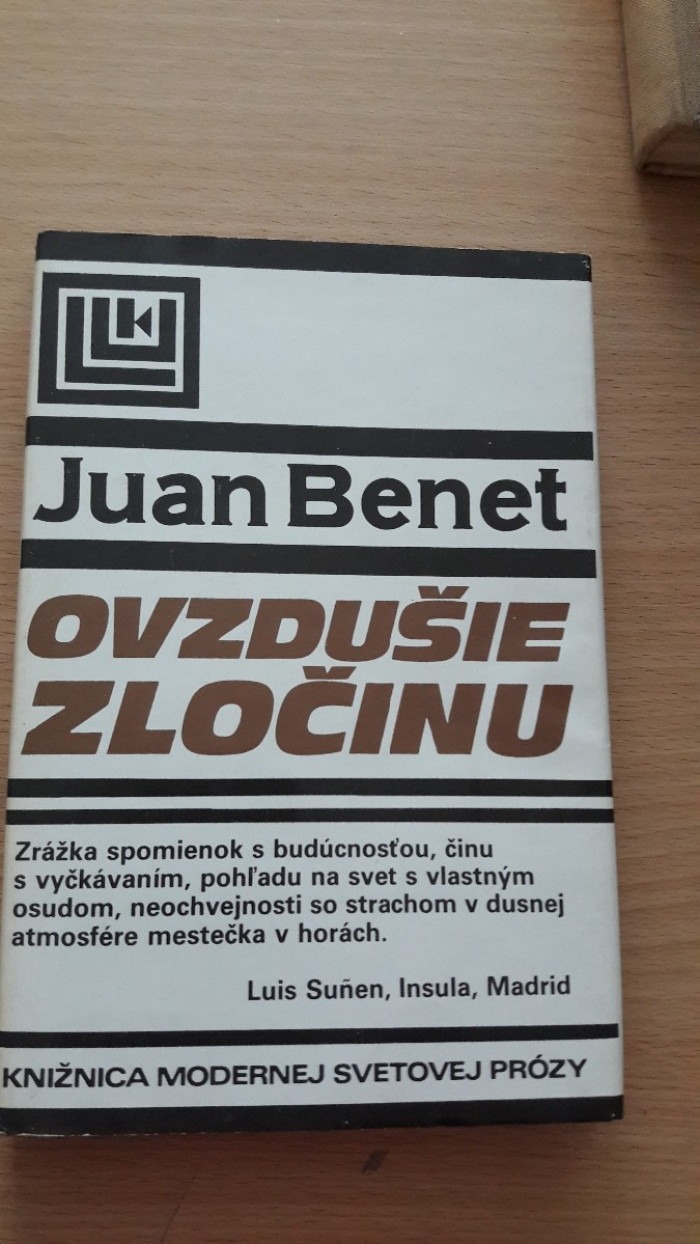 Juan Benet
OVZDUŠIE
ZLOČINU
Zrážka spomienok s budúcnosťou, činu
s vyčkávaním, pohľadu na svet s vlastným
osudom, neochvejnosti so strachom v dusnej
atmosfére mestečka v horách.
Luis Suñen, Insula, Madrid
KNIŽNICA MODERNEJ SVETOVEJ PRÓZY